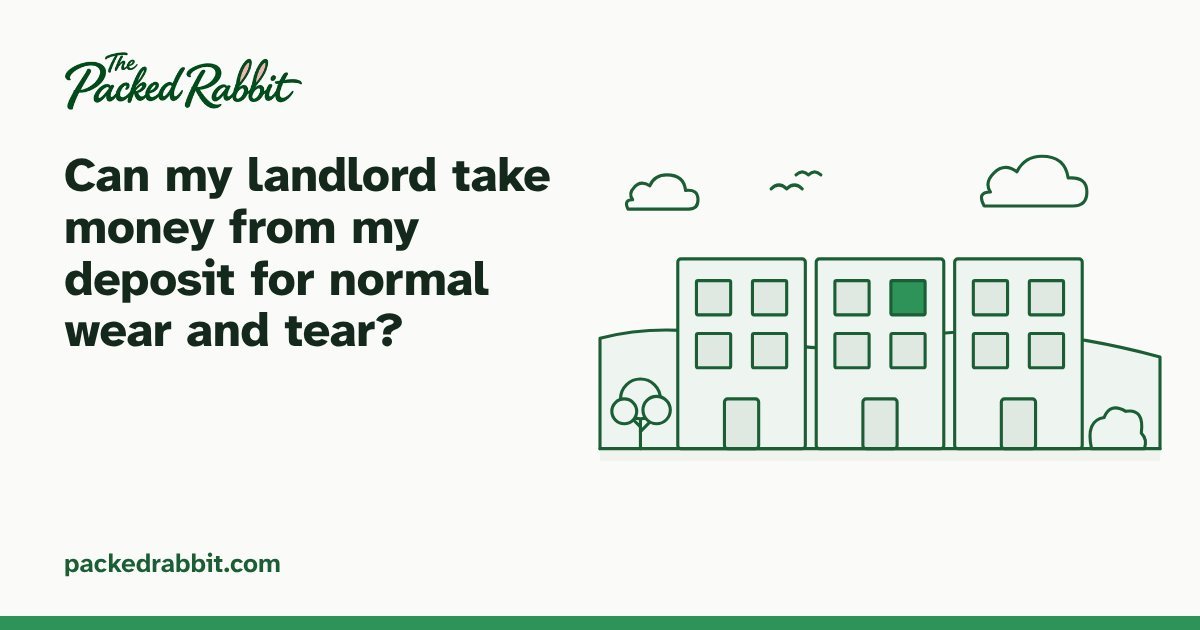 The
Packed Rabbit
Can my landlord take
money from my
deposit for normal
wear and tear?
packedrabbit.com